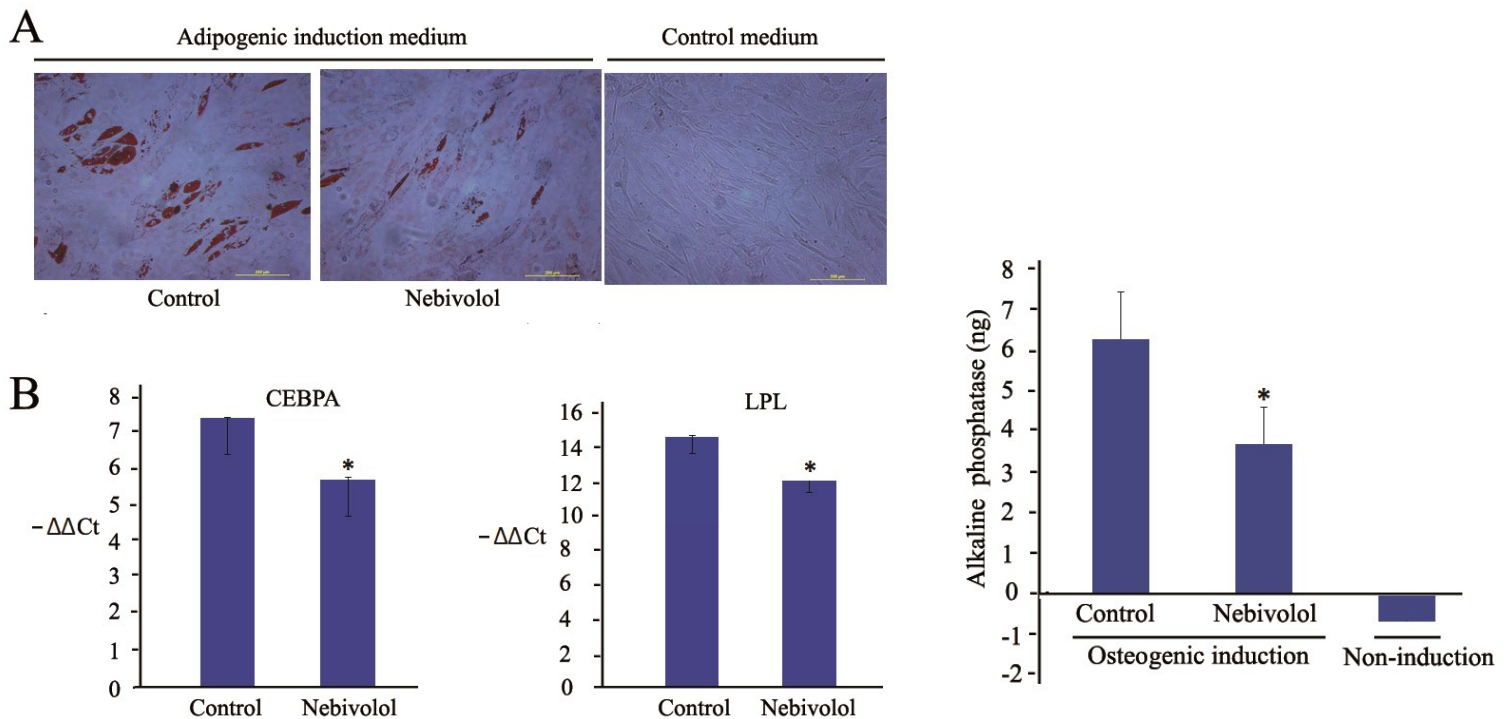 A
Adipogenic induction medium
Control medium
Control
Nebivolol
B
CEBPA
8
7
6
5
4
3
2
1
0
−ΔΔCt
Control
Nebivolol
*
LPL
16
14
12
10
8
6
4
2
0
−ΔΔCt
Control
Nebivolol
*
Alkaline phosphatase (ng)
8
7
6
5
4
3
2
1
0
-1
-2
*
Control
Nebivolol
Osteogenic induction
Non-induction